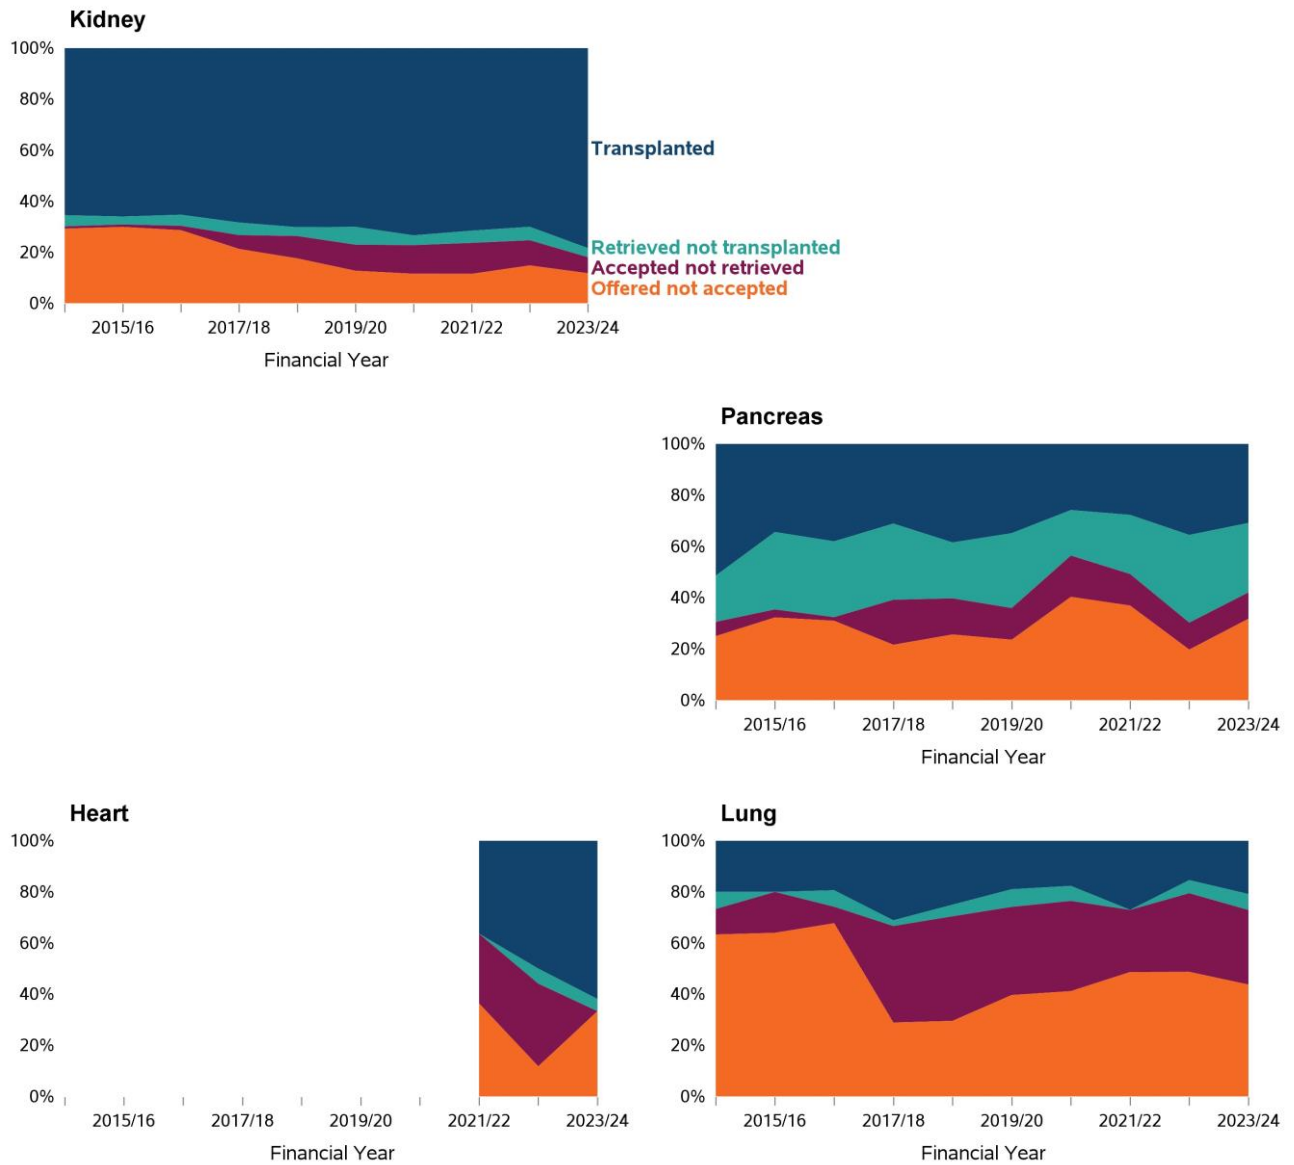 Kidney
100%
80%
60%
40%
20%
0%
Transplanted
Retrieved not transplanted
Accepted not retrieved
Offered not accepted
2015/16 2017/18 2019/20 2021/22 2023/24
Financial Year
Pancreas
100%
80%
60%
40%
20%
0%
2015/16 2017/18 2019/20 2021/22 2023/24
Financial Year
Heart
100%
80%
60%
40%
20%
0%
2015/16 2017/18 2019/20 2021/22 2023/24
Financial Year
Lung
100%
80%
60%
40%
20%
0%
2015/16 2017/18 2019/20 2021/22 2023/24
Financial Year